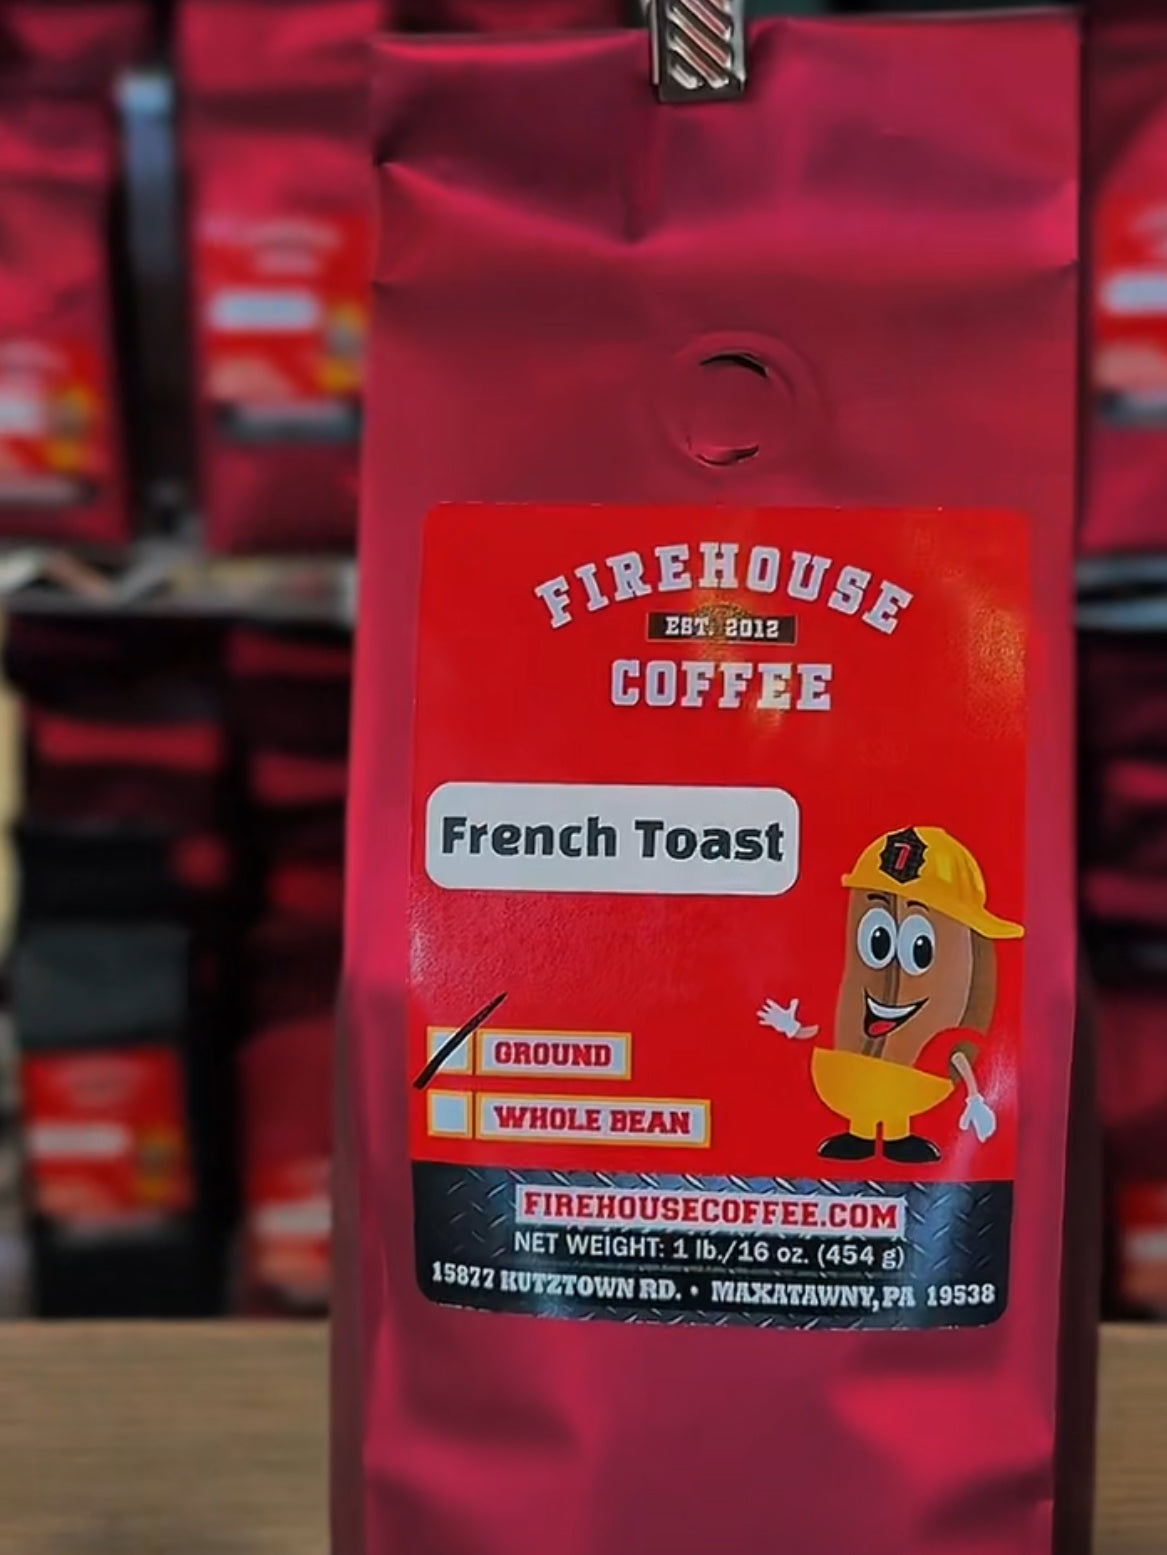 FIREHOUSE
EST. 2012
COFFEE
French Toast
7
GROUND
WHOLE BEAN
FIREHOUSECOFFEE.COM
NET WEIGHT: 1 lb./16 oz. (454 g)
15877 KUTZTOWN RD. • MAXATAWNY, PA 19538